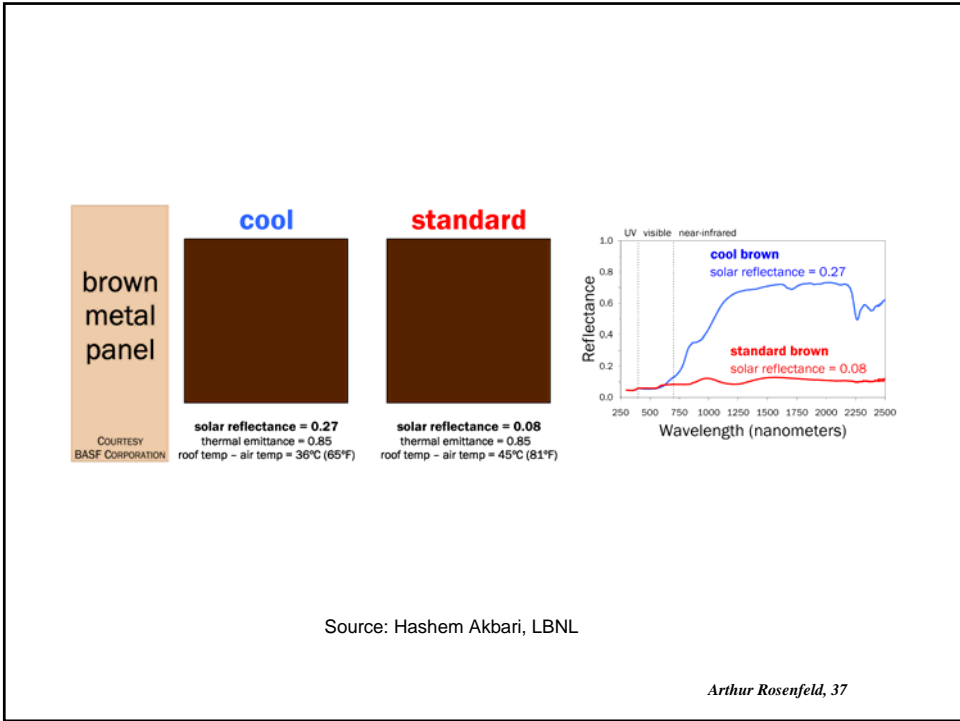 brown
metal
panel
COURTESY
BASF CORPORATION
cool
solar reflectance = 0.27
thermal emittance = 0.85
roof temp – air temp = 36ºC (65ºF)
standard
solar reflectance = 0.08
thermal emittance = 0.85
roof temp – air temp = 45ºC (81ºF)
UV visible near-infrared
cool brown
solar reflectance = 0.27
standard brown
solar reflectance = 0.08
Reflectance
1.0
0.8
0.6
0.4
0.2
0.0
250 500 750 1000 1250 1500 1750 2000 2250 2500
Wavelength (nanometers)
Source: Hashem Akbari, LBNL
Arthur Rosenfeld, 37